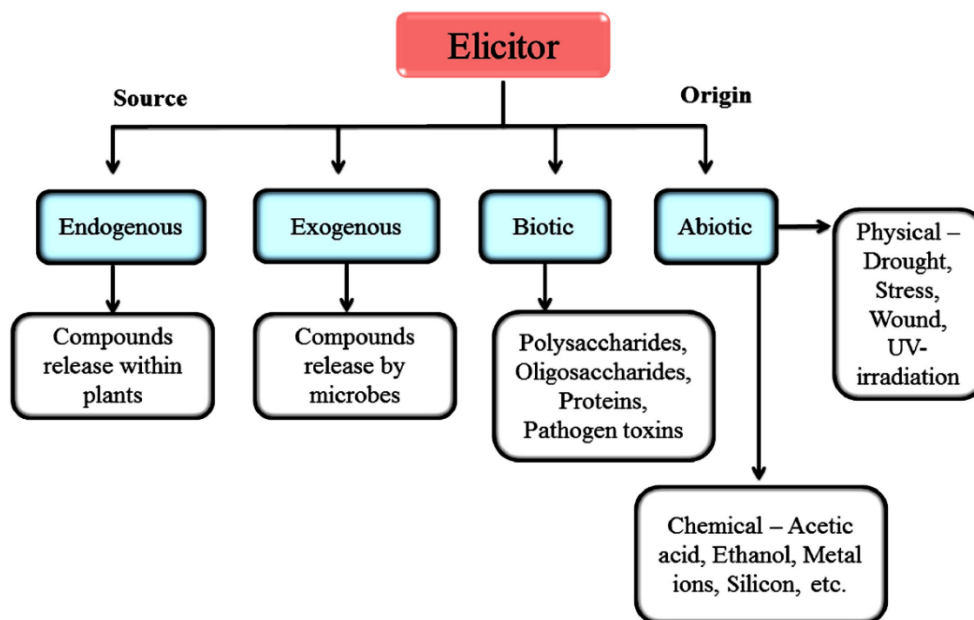 Elicitor
Source
Origin
Endogenous
Exogenous
Biotic
Abiotic
Compounds
release within
plants
Compounds
release by
microbes
Polysaccharides,
Oligosaccharides,
Proteins,
Pathogen toxins
Physical –
Drought,
Stress,
Wound,
UV-
irradiation
Chemical – Acetic
acid, Ethanol, Metal
ions, Silicon, etc.